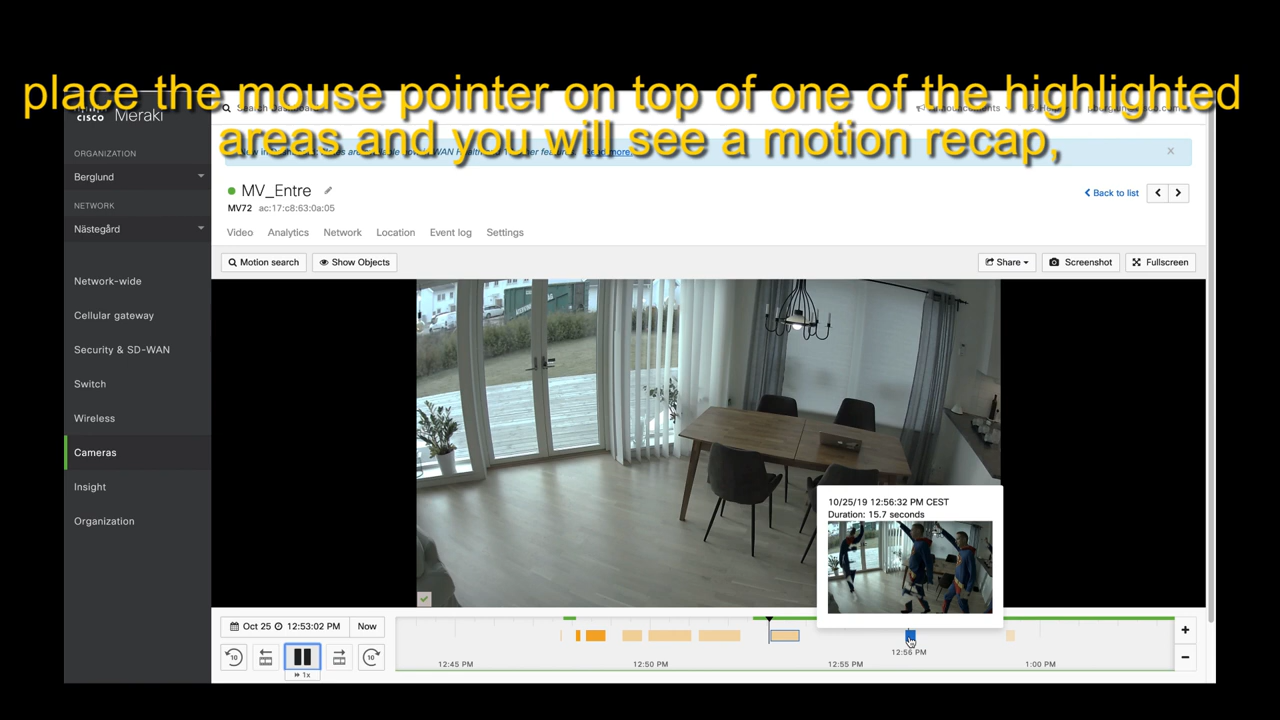 place the mouse pointer on top of one of the highlighted
areas and you will see a motion recap,
cisco Meraki
ORGANIZATION
Berglund
NETWORK
Nästegård
Network-wide
Cellular gateway
Security & SD-WAN
Switch
Wireless
Cameras
Insight
Organization
MV_Entre
MV72 ac:17:c8:63:0a:05
Back to list
Video Analytics Network Location Event log Settings
Motion search Show Objects Share Screenshot Fullscreen
10/25/19 12:56:32 PM CEST
Duration: 15.7 seconds
Oct 25 12:53:02 PM Now
10 10
1x
12:56 PM
12:45 PM 12:50 PM 12:55 PM 1:00 PM